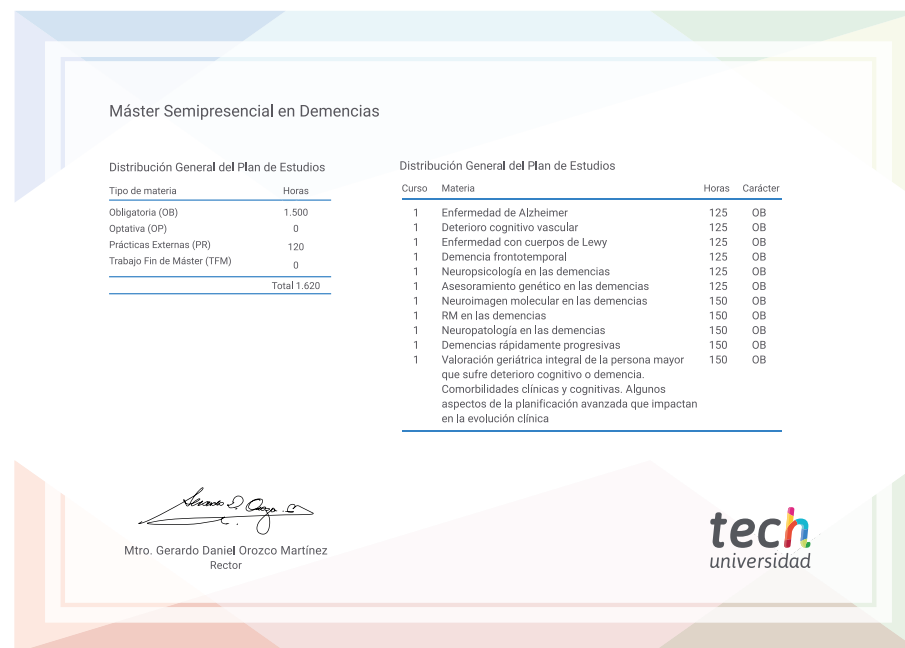 Máster Semipresencial en Demencias
Distribución General del Plan de Estudios
Tipo de materia Horas
Obligatoria (OB) 1.500
Optativa (OP) 0
Prácticas Externas (PR) 120
Trabajo Fin de Máster (TFM) 0
Total 1.620
Distribución General del Plan de Estudios
Curso Materia Horas Carácter
1 Enfermedad de Alzheimer 125 OB
1 Deterioro cognitivo vascular 125 OB
1 Enfermedad con cuerpos de Lewy 125 OB
1 Demencia frontotemporal 125 OB
1 Neuropsicología en las demencias 125 OB
1 Asesoramiento genético en las demencias 125 OB
1 Neuroimagen molecular en las demencias 150 OB
1 RM en las demencias 150 OB
1 Neuropatología en las demencias 150 OB
1 Demencias rápidamente progresivas 150 OB
1 Valoración geriátrica integral de la persona mayor 150 OB
que sufre deterioro cognitivo o demencia.
Comorbilidades clínicas y cognitivas. Algunos
aspectos de la planificación avanzada que impactan
en la evolución clínica
Mtro. Gerardo Daniel Orozco Martínez
Rector
tech
universidad